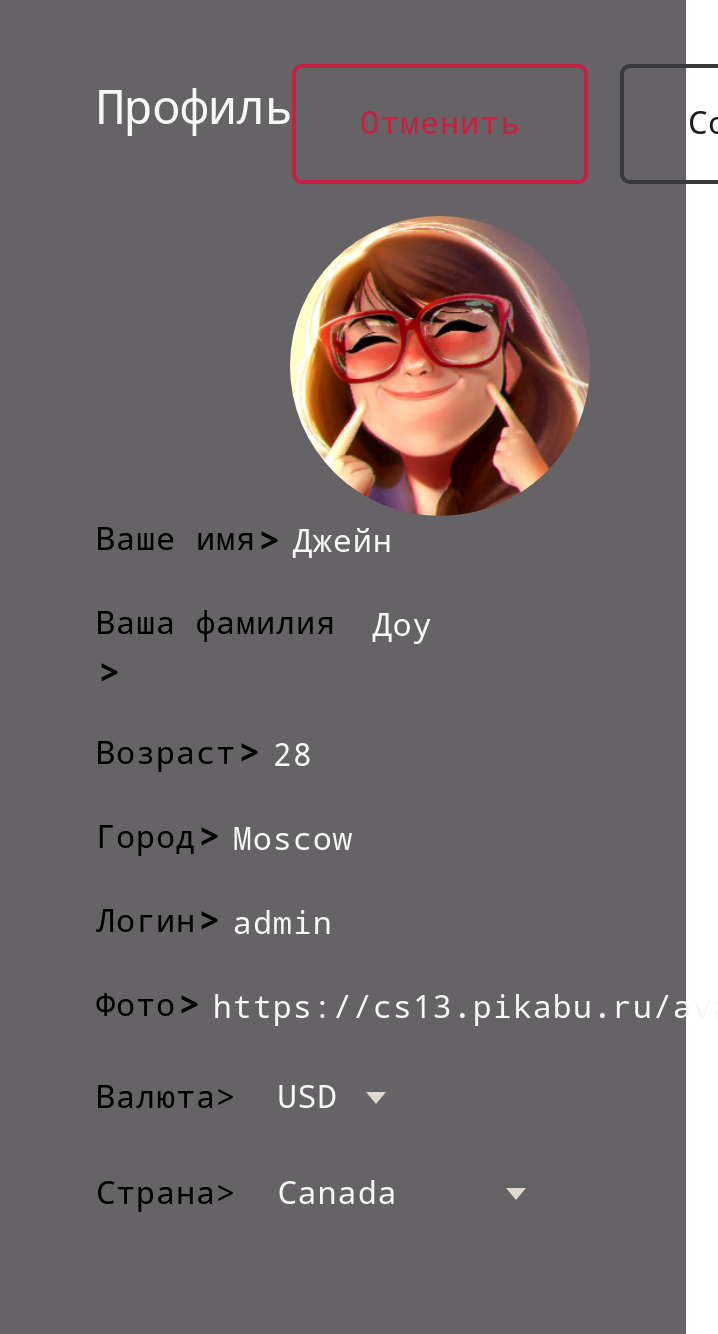 Профиль Отменить Со
Ваше имя> Джейн
Ваша фамилия Доу
>
Возраст> 28
Город> Moscow
Логин> admin
Фото> https://cs13.pikabu.ru/ava
Валюта> USD
Страна> Canada